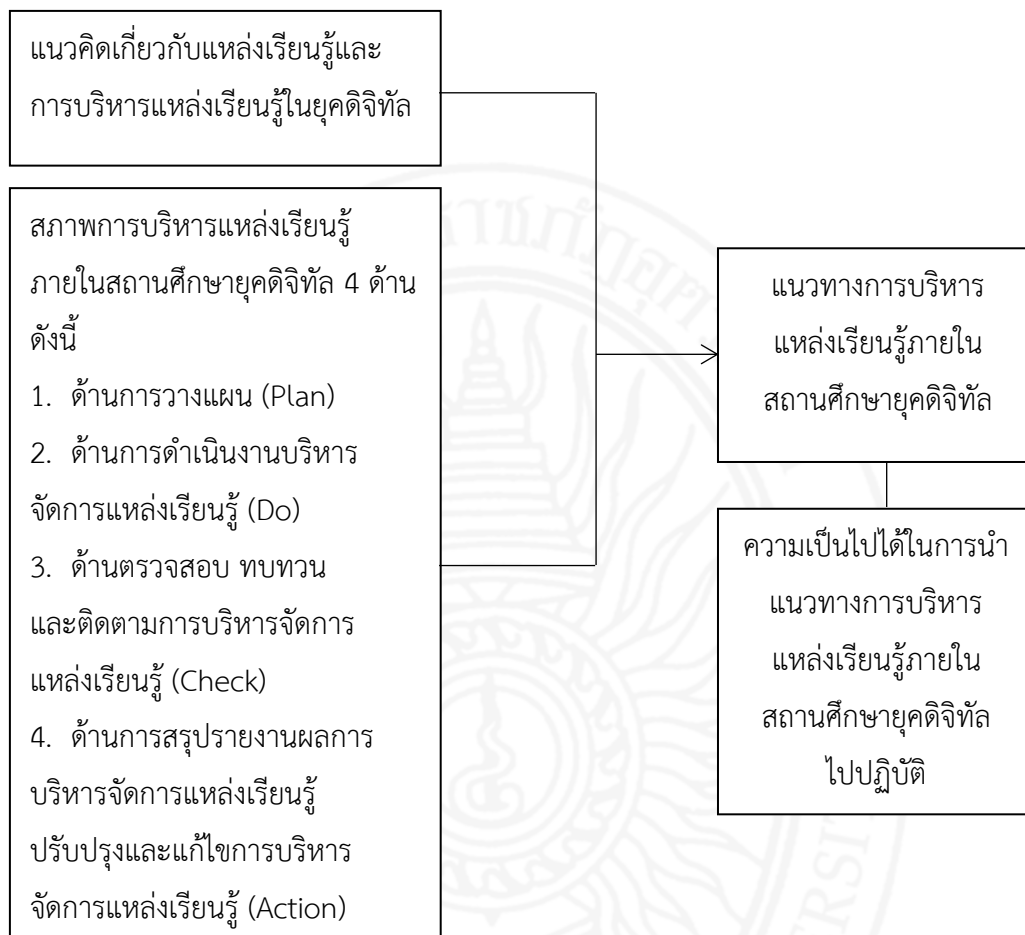 แนวคิดเกี่ยวกับแหล่งเรียนรู้และ
การบริหารแหล่งเรียนรู้ในยุคดิจิทัล
สภาพการบริหารแหล่งเรียนรู้
ภายในสถานศึกษายุคดิจิทัล 4 ด้าน
ดังนี้
1. ด้านการวางแผน (Plan)
2. ด้านการดำเนินงานบริหาร
จัดการแหล่งเรียนรู้ (Do)
3. ด้านตรวจสอบ ทบทวน
และติดตามการบริหารจัดการ
แหล่งเรียนรู้ (Check)
4. ด้านการสรุปรายงานผลการ
บริหารจัดการแหล่งเรียนรู้
ปรับปรุงและแก้ไขการบริหาร
จัดการแหล่งเรียนรู้ (Action)
แนวทางการบริหาร
แหล่งเรียนรู้ภายใน
สถานศึกษายุคดิจิทัล
ความเป็นไปได้ในการนำ
แนวทางการบริหาร
แหล่งเรียนรู้ภายใน
สถานศึกษายุคดิจิทัล
ไปปฏิบัติ